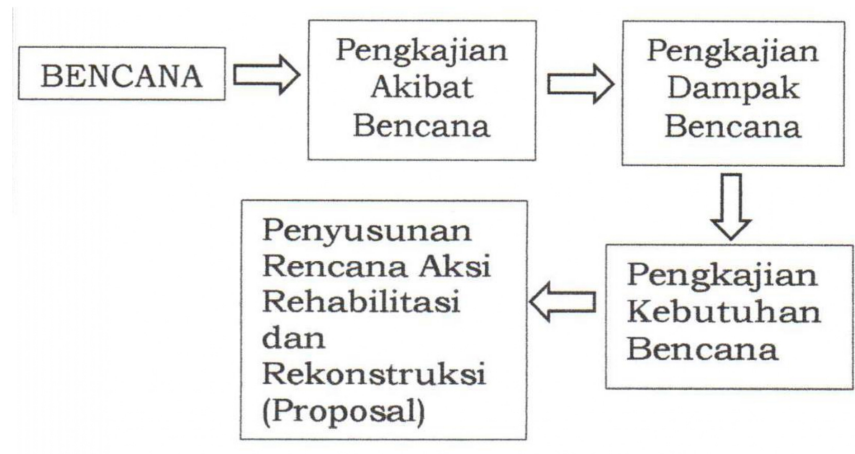 BENCANA
Pengkajian
Akibat
Bencana
Pengkajian
Dampak
Bencana
Pengkajian
Kebutuhan
Bencana
Penyusunan
Rencana Aksi
Rehabilitasi
dan
Rekonstruksi
(Proposal)